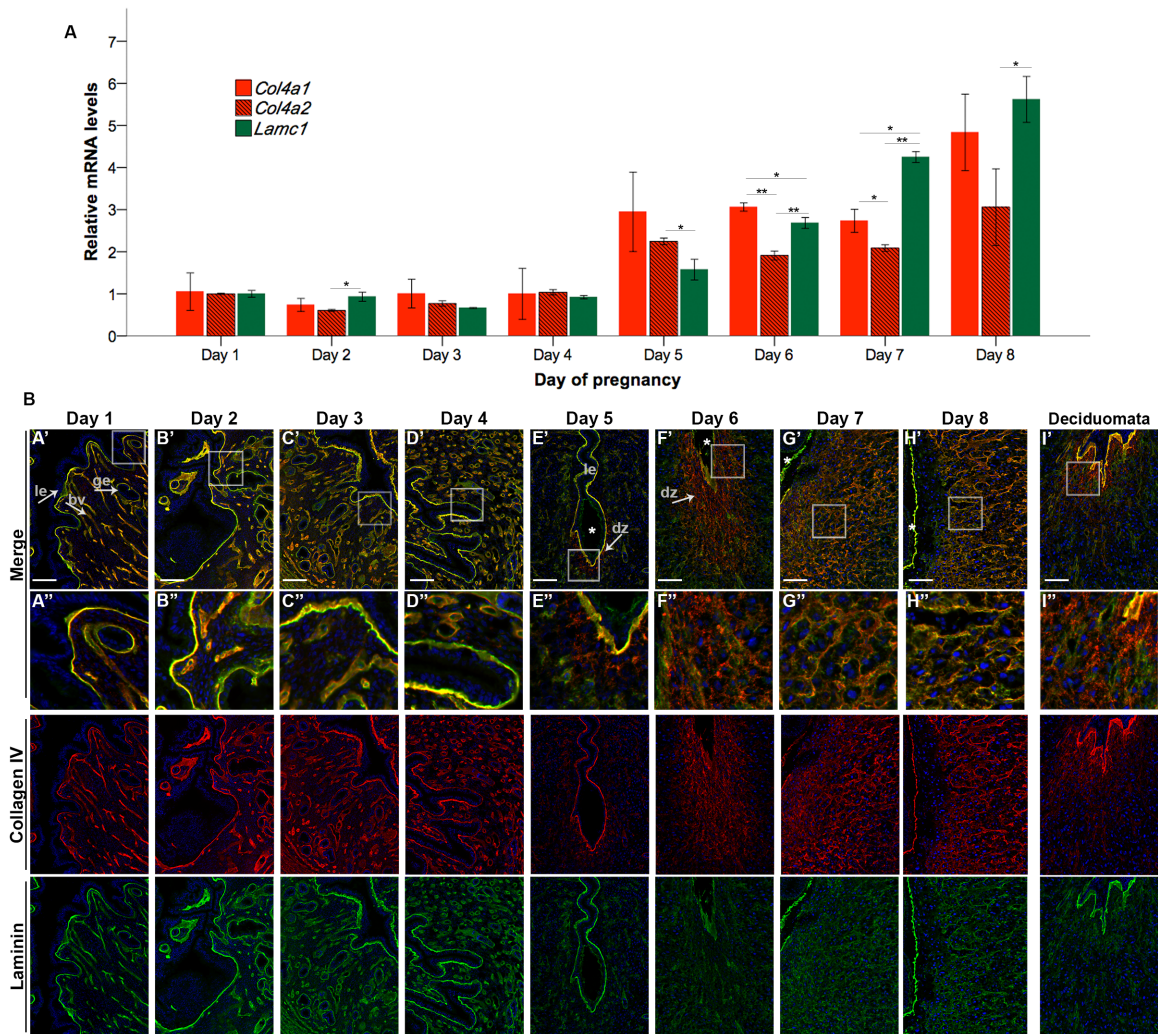 A
7
6
5
4
3
2
1
0
Relative mRNA levels
Col4a1
Col4a2
Lamc1
*
*
*
**
**
*
*
**
*
Day 1 Day 2 Day 3 Day 4 Day 5 Day 6 Day 7 Day 8
Day of pregnancy
B
Day 1 Day 2 Day 3 Day 4 Day 5 Day 6 Day 7 Day 8 Deciduomata
Merge
A' B' C' D' E' F' G' H' I'
le bv ge le * dz * dz * *
A'' B'' C'' D'' E'' F'' G'' H'' I''
Collagen IV
Laminin